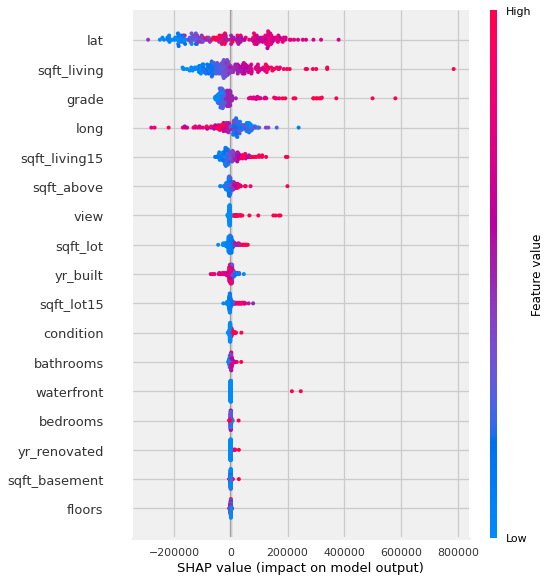 High
lat
sqft_living
grade
long
sqft_living15
sqft_above
view
sqft_lot
yr_built
sqft_lot15
condition
bathrooms
waterfront
bedrooms
yr_renovated
sqft_basement
floors
Feature value
Low
−200000 0 200000 400000 600000 800000
SHAP value (impact on model output)